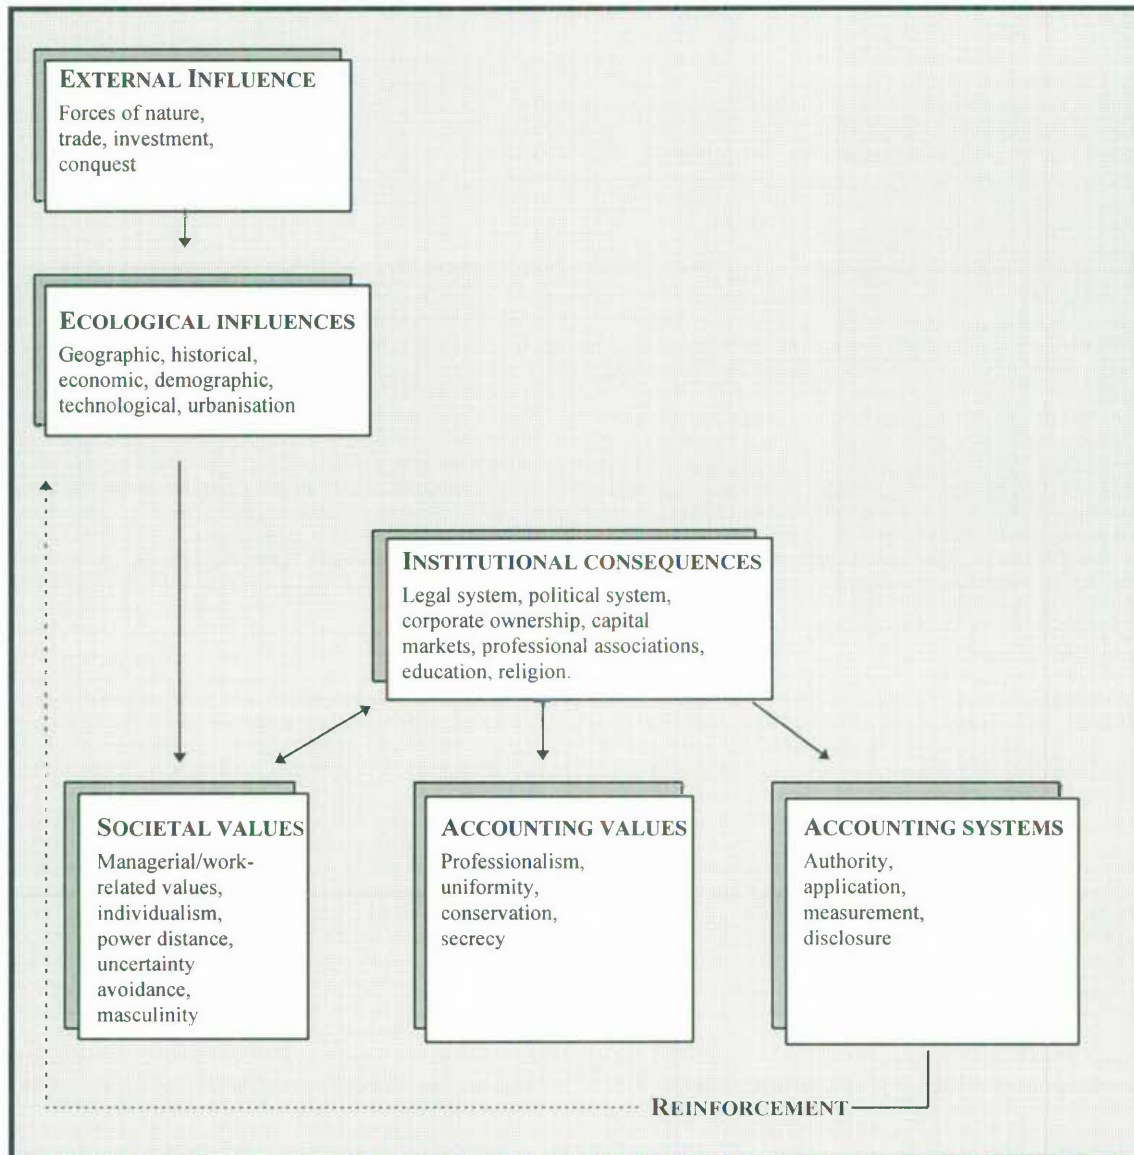 EXTERNAL INFLUENCE
Forces of nature,
trade, investment,
conquest
ECOLOGICAL INFLUENCES
Geographic, historical,
economic, demographic,
technological, urbanisation
INSTITUTIONAL CONSEQUENCES
Legal system, political system,
corporate ownership, capital
markets, professional associations,
education, religion.
SOCIETAL VALUES
Managerial/work-
related values,
individualism,
power distance,
uncertainty
avoidance,
masculinity
ACCOUNTING VALUES
Professionalism,
uniformity,
conservation,
secrecy
ACCOUNTING SYSTEMS
Authority,
application,
measurement,
disclosure
REINFORCEMENT